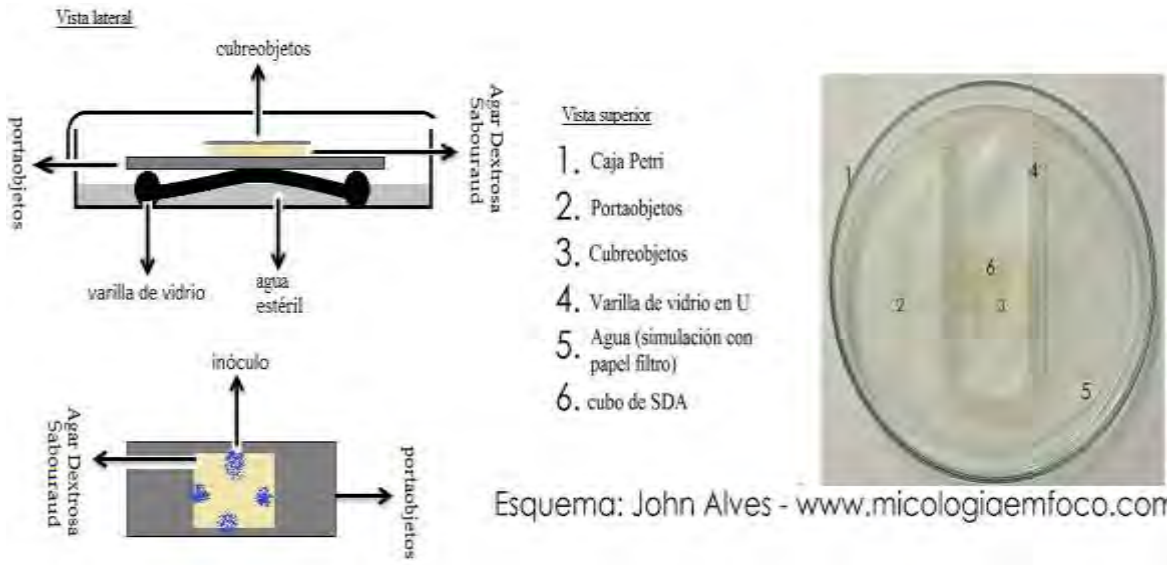 Vista lateral
cubreobjetos
portaobjetos
Agar Dextrosa
Sabouraud
varilla de vidrio
agua
estéril
inóculo
Agar Dextrosa
Sabouraud
portaobjetos
Vista superior
1. Caja Petri
2. Portaobjetos
3. Cubreobjetos
4. Varilla de vidrio en U
5. Agua (simulación con
papel filtro)
6. cubo de SDA
1
4
6
2
3
5
Esquema: John Alves - www.micologiaemfoco.com